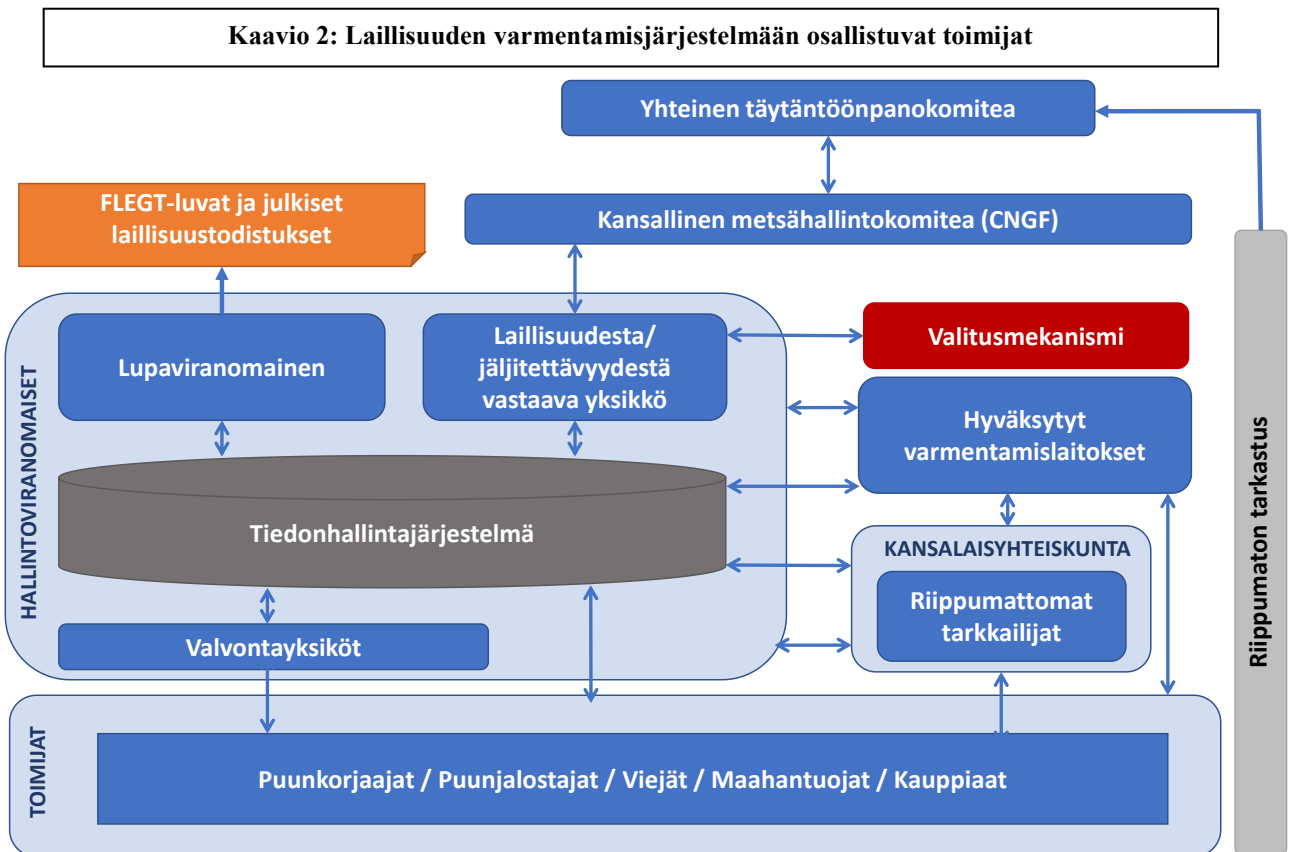 Kaavio 2: Laillisuuden varmentamisjärjestelmään osallistuvat toimijat
Yhteinen täytäntöönpanokomitea
FLEGT-luvat ja julkiset
laillisuustodistukset
Kansallinen metsähallintokomitea (CNGF)
HALLINTOVIRANOMAISET
Lupaviranomainen
Laillisuudesta/
jäljitettävyydestä
vastaava yksikkö
Valitusmekanismi
Hyväksytyt
varmentamislaitokset
Tiedonhallintajärjestelmä
KANSALAISYHTEISKUNTA
Riippumattomat
tarkkailijat
Valvontayksiköt
Riippumaton tarkastus
TOIMIJAT
Puunkorjaajat / Puunjalostajat / Viejät / Maahantuojat / Kauppiaat